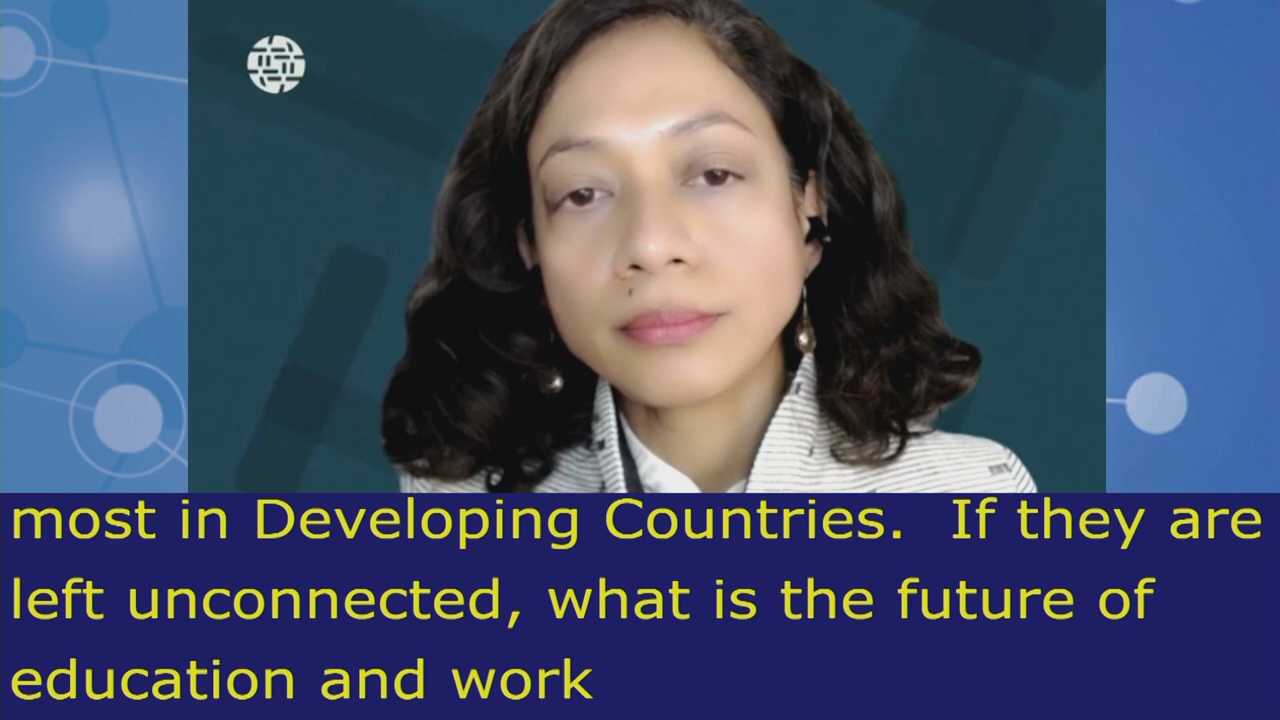 most in Developing Countries.  If they are
left unconnected, what is the future of
education and work